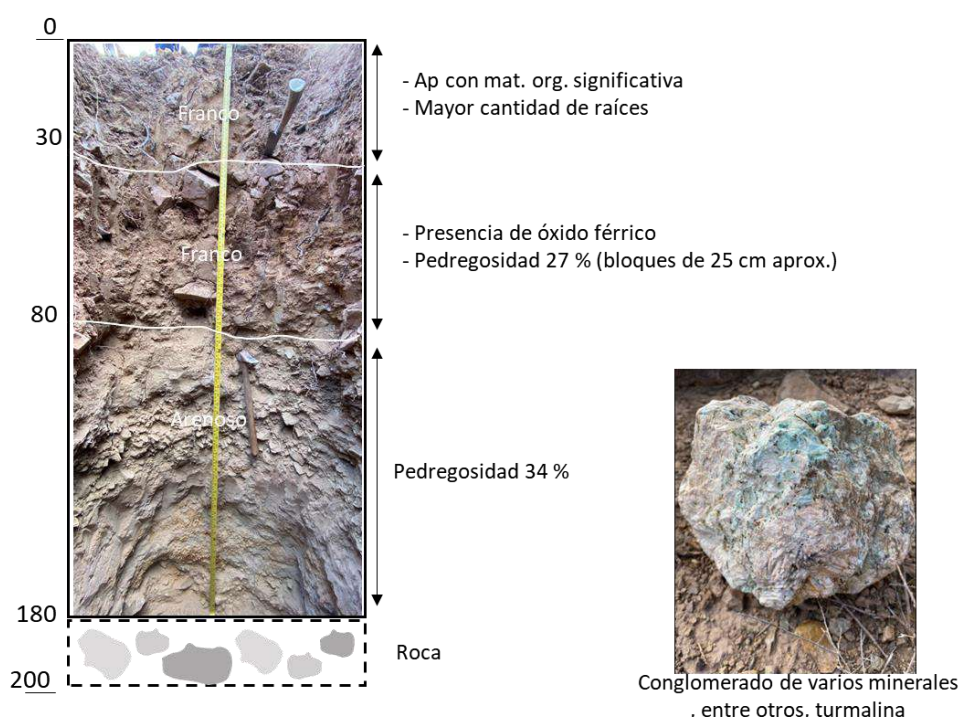 0
- Ap con mat. org. significativa
- Mayor cantidad de raíces
Franco
30
- Presencia de óxido férrico
- Pedregosidad 27 % (bloques de 25 cm aprox.)
Franco
80
Arenoso
Pedregosidad 34 %
180
Roca
200
Conglomerado de varios minerales
, entre otros, turmalina